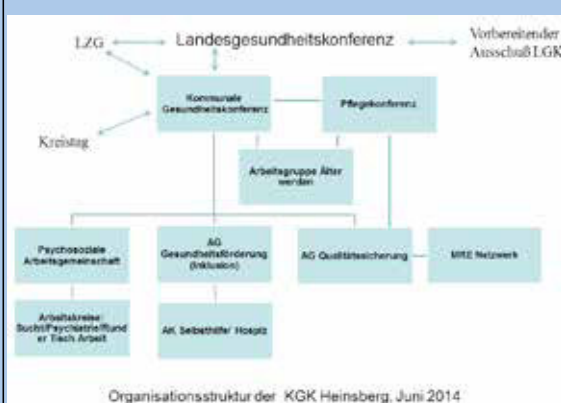 LZG
Landesgesundheitskonferenz
Vorbereitender
Ausschuß LGK
Kommunale
Gesundheitskonferenz
Pflegekonferenz
Kreistag
Arbeitsgruppe Älter
werden
Psychosoziale
Arbeitsgemeinschaft
AG
Gesundheitsförderung
(Inklusion)
AG Qualitätssicherung
MRE Netzwerk
Arbeitskreise:
Sucht/Psychiatrie/Rund
er Tisch Arbeit
AK Selbsthilfe/ Hospiz
Organisationsstruktur der KGK Heinsberg, Juni 2014